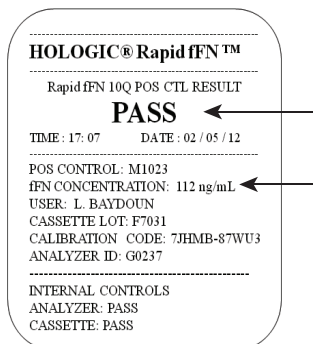 HOLOGIC® Rapid fFN ™
Rapid fFN 10Q POS CTL RESULT
PASS
TIME : 17: 07 DATE : 02 / 05 / 12
POS CONTROL: M1023
fFN CONCENTRATION: 112 ng/mL
USER: L. BAYDOUN
CASSETTE LOT: F7031
CALIBRATION CODE: 7JHMB-87WU3
ANALYZER ID: G0237
INTERNAL CONTROLS
ANALYZER: PASS
CASSETTE: PASS